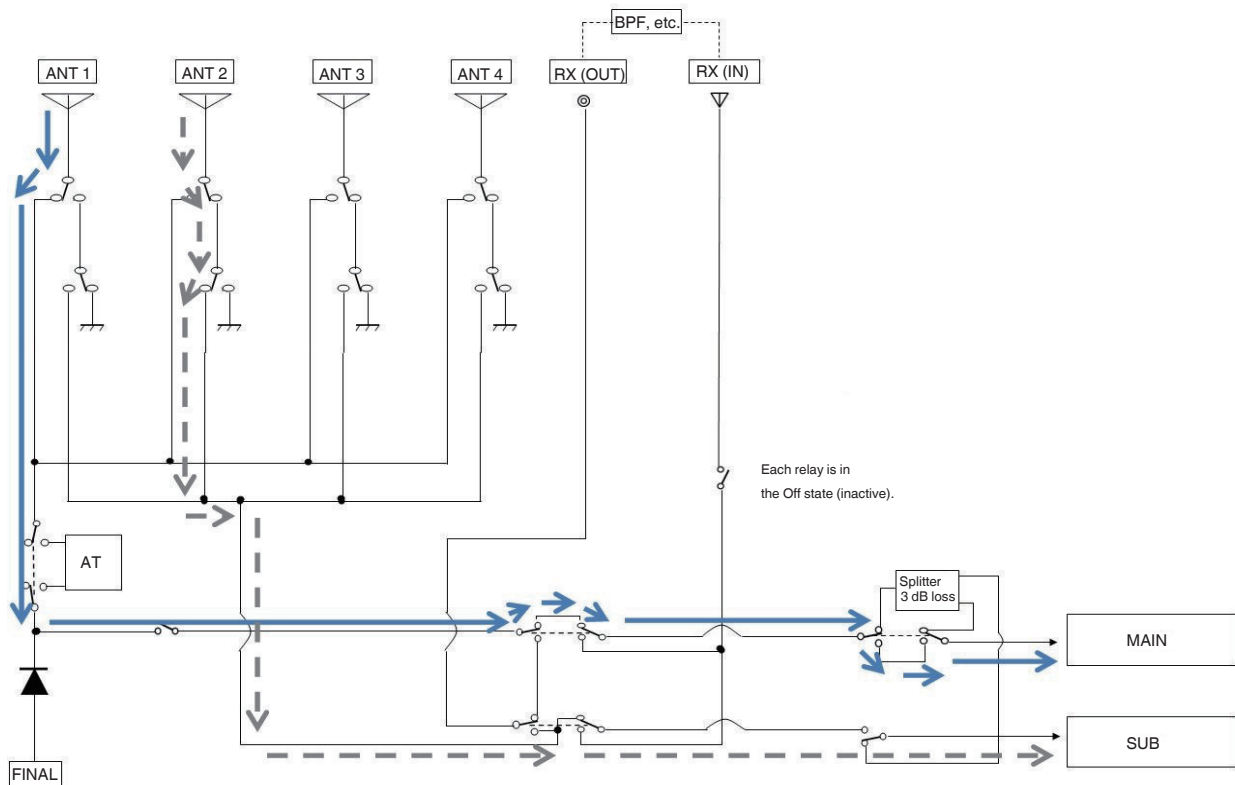 BPF, etc.
ANT 1
ANT 2
ANT 3
ANT 4
RX (OUT)
RX (IN)
Each relay is in
the Off state (inactive).
AT
Splitter
3 dB loss
MAIN
SUB
FINAL